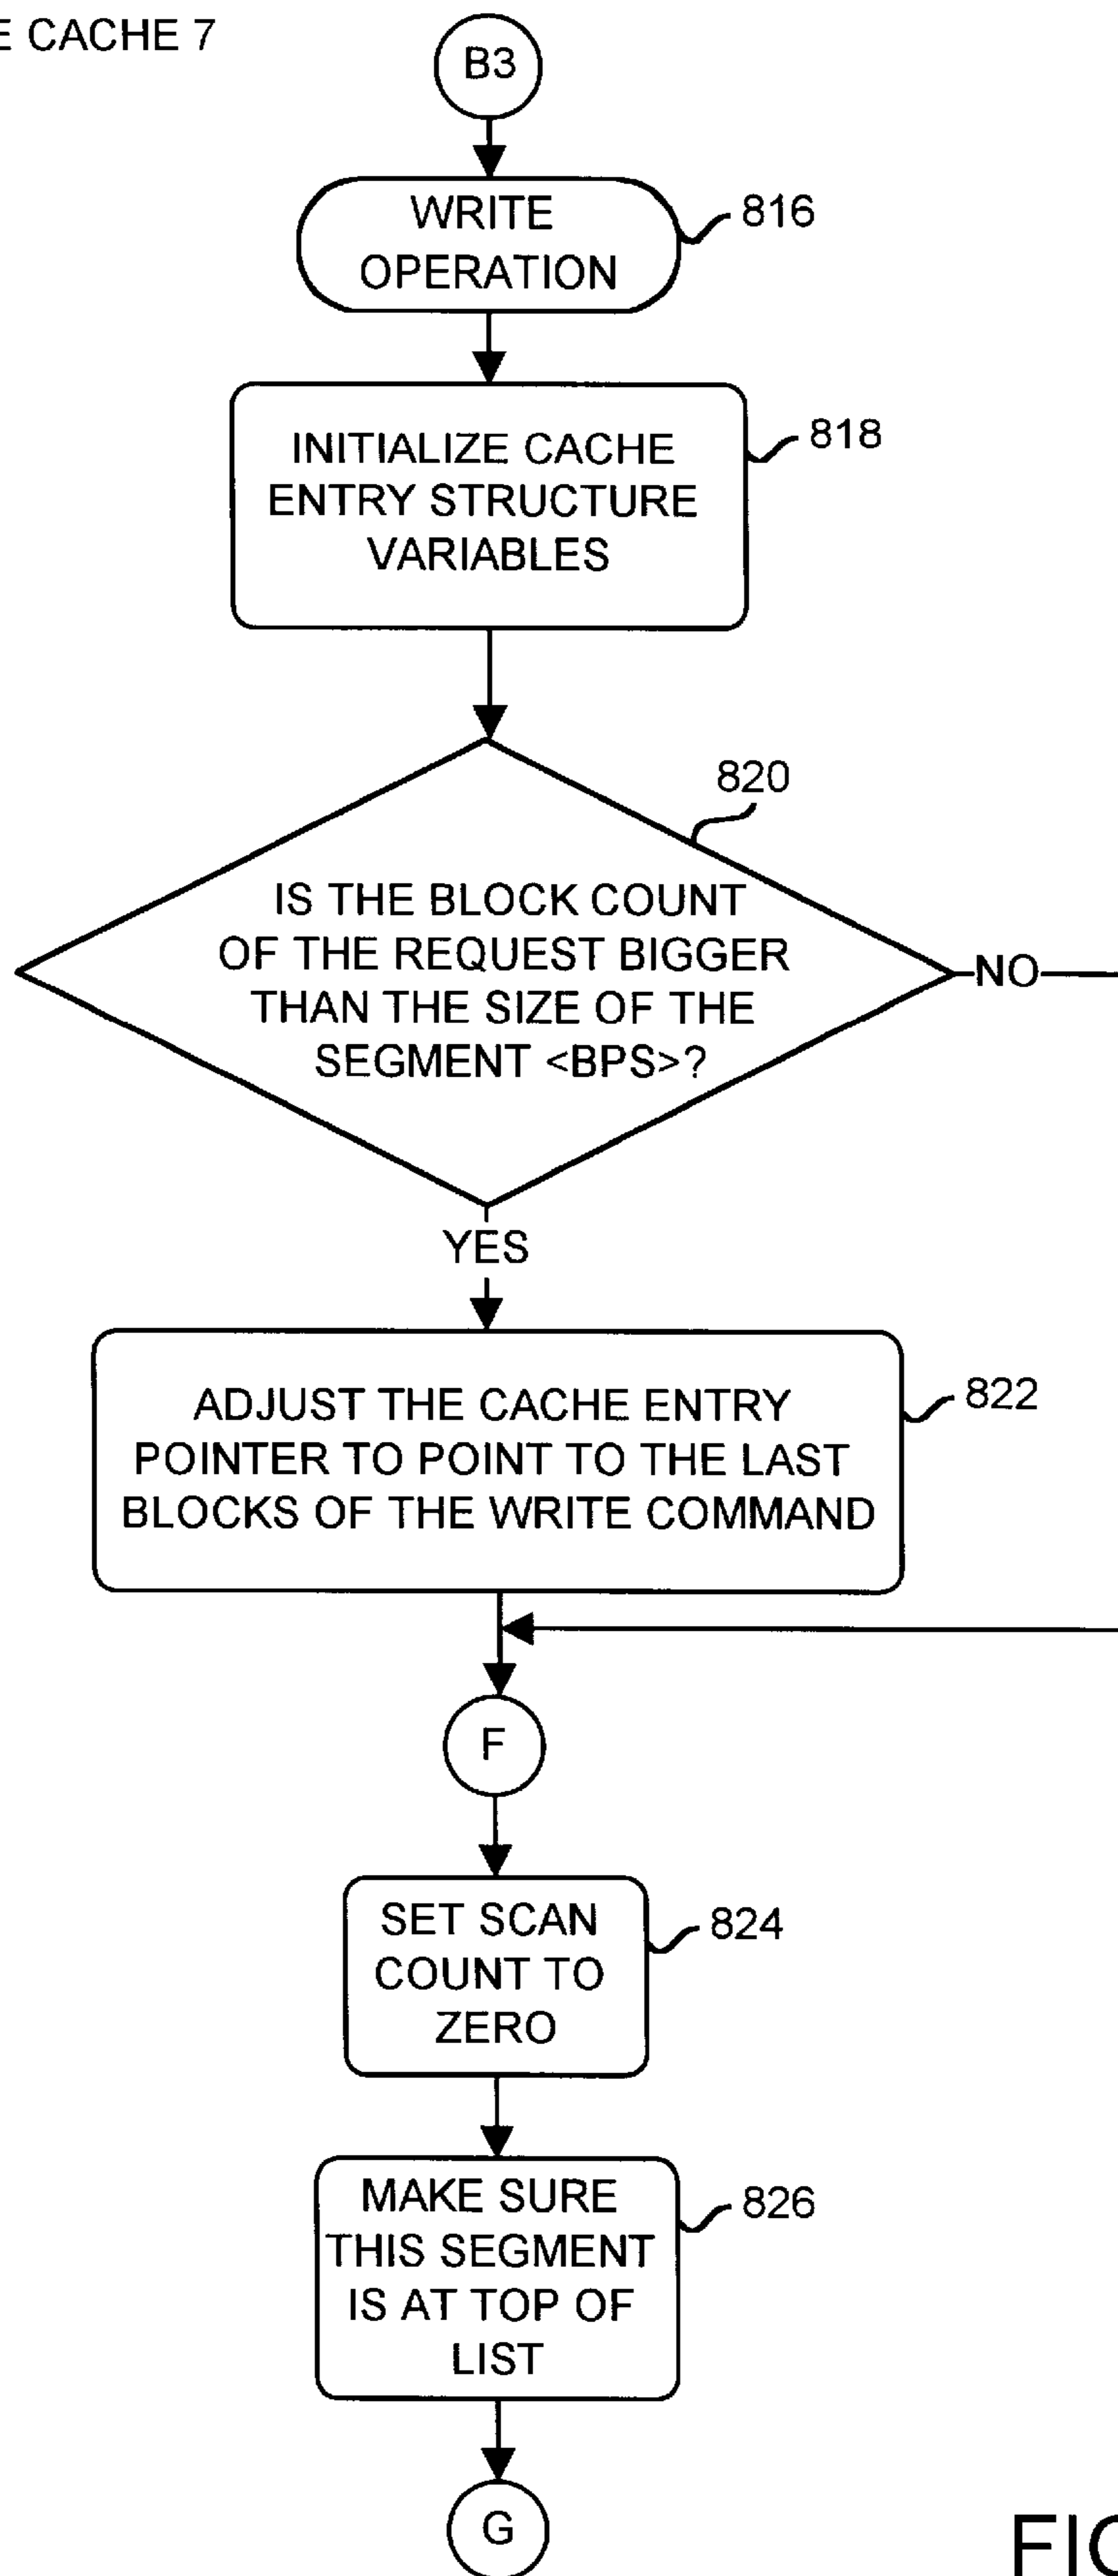 E CACHE 7
B3
WRITE
OPERATION
816
INITIALIZE CACHE
ENTRY STRUCTURE
VARIABLES
818
820
IS THE BLOCK COUNT
OF THE REQUEST BIGGER
THAN THE SIZE OF THE
SEGMENT <BPS>?
NO
YES
ADJUST THE CACHE ENTRY
POINTER TO POINT TO THE LAST
BLOCKS OF THE WRITE COMMAND
822
F
SET SCAN
COUNT TO
ZERO
824
MAKE SURE
THIS SEGMENT
IS AT TOP OF
LIST
826
G
FIG